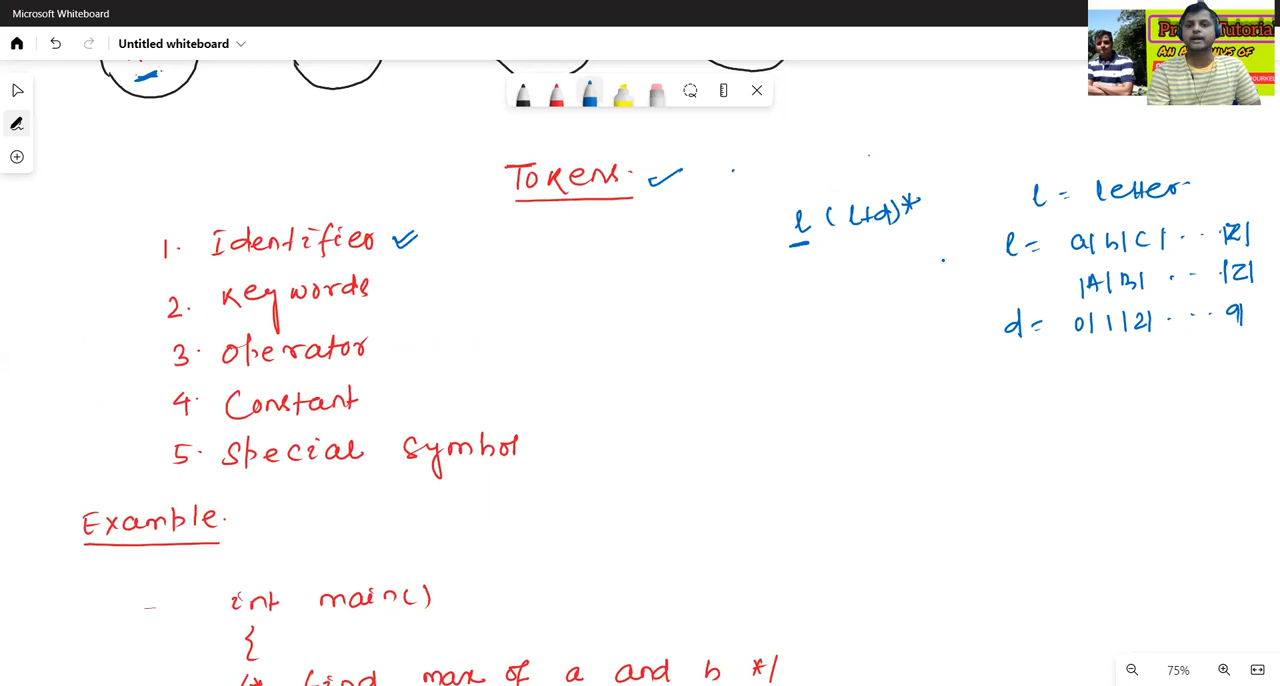 Microsoft Whiteboard
Untitled whiteboard
Tutorial
Tokens.
1. Identifier
2. Keywords
3. Operator
4. Constant
5. Special Symbol
l (l+d)*
l = letter
l = a|b|c| . . . |z|
|A|B| . . . |Z|
d = 0|1|2| . . . 9|
Example.
int main()
{
/* find max of a and b */
75%